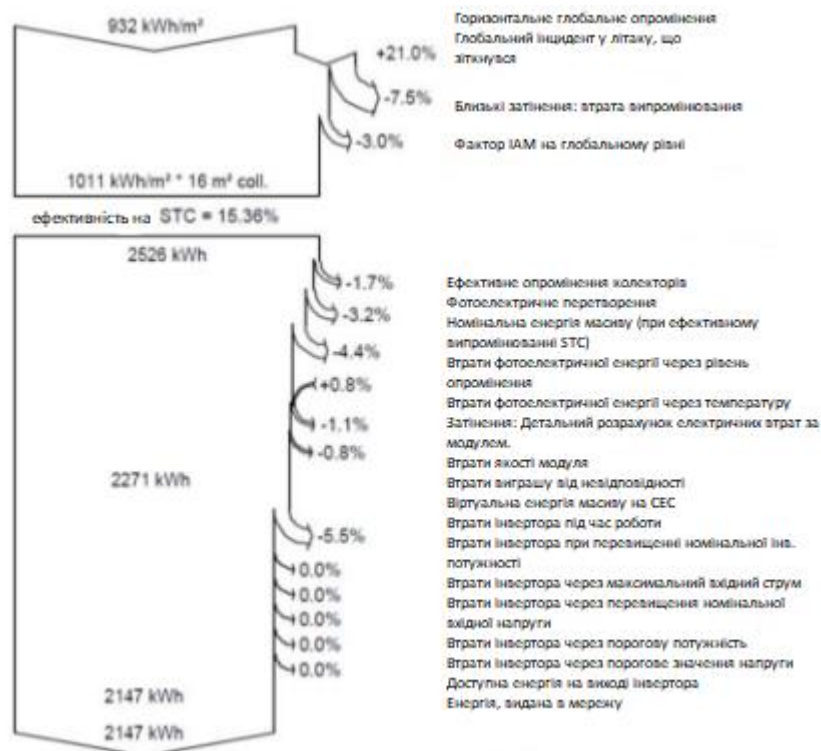 932 kWh/m²
Горизонтальне глобальне опромінення
Глобальний інцидент у літаку, що
зіткнувся
+21.0%
-7.5%
Близькі затінення: втрата випромінювання
-3.0%
Фактор IAM на глобальному рівні
1011 kWh/m² * 16 m² coll.
ефективність на STC = 15.36%
2526 kWh
-1.7%
Ефективне опромінення колекторів
Фотоелектричне перетворення
-3.2%
Номінальна енергія масиву (при ефективному
випромінюванні STC)
-4.4%
Втрати фотоелектричної енергії через рівень
опромінення
+0.8%
Втрати фотоелектричної енергії через температуру
-1.1%
Затінення: Детальний розрахунок електричних втрат за
модулем.
-0.8%
Втрати якості модуля
2271 kWh
Втрати виграшу від невідповідності
Віртуальна енергія масиву на СЕС
Втрати інвертора під час роботи
-5.5%
Втрати інвертора при перевищенні номінальної інв.
потужності
0.0%
Втрати інвертора через максимальний вхідний струм
0.0%
Втрати інвертора через перевищення номінальної
вхідної напруги
0.0%
Втрати інвертора через порогову потужність
0.0%
Втрати інвертора через порогове значення напруги
0.0%
Доступна енергія на виході інвертора
2147 kWh
Енергія, видана в мережу
2147 kWh